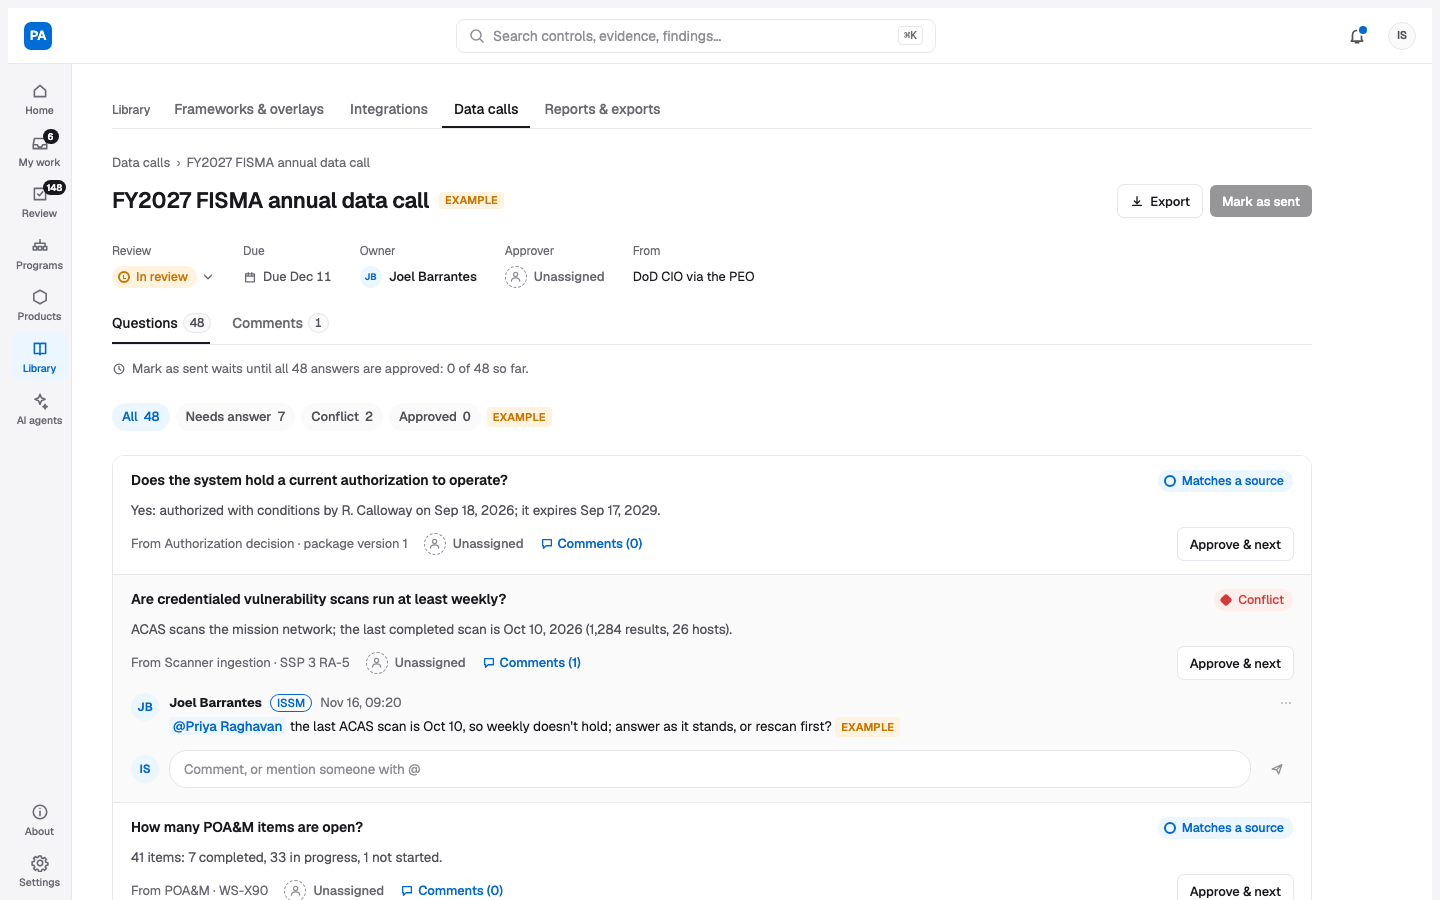 PA
Search controls, evidence, findings...
⌘K
IS
Home
6
My work
148
Review
Programs
Products
Library
AI agents
About
Settings
Library Frameworks & overlays Integrations Data calls Reports & exports
Data calls › FY2027 FISMA annual data call
FY2027 FISMA annual data call EXAMPLE
Export Mark as sent
Review Due Owner Approver From
In review Due Dec 11 JB Joel Barrantes Unassigned DoD CIO via the PEO
Questions 48 Comments 1
Mark as sent waits until all 48 answers are approved: 0 of 48 so far.
All 48 Needs answer 7 Conflict 2 Approved 0 EXAMPLE
Does the system hold a current authorization to operate? Matches a source
Yes: authorized with conditions by R. Calloway on Sep 18, 2026; it expires Sep 17, 2029.
From Authorization decision · package version 1 Unassigned Comments (0) Approve & next
Are credentialed vulnerability scans run at least weekly? Conflict
ACAS scans the mission network; the last completed scan is Oct 10, 2026 (1,284 results, 26 hosts).
From Scanner ingestion · SSP 3 RA-5 Unassigned Comments (1) Approve & next
JB Joel Barrantes ISSM Nov 16, 09:20
@Priya Raghavan the last ACAS scan is Oct 10, so weekly doesn't hold; answer as it stands, or rescan first? EXAMPLE
IS Comment, or mention someone with @
How many POA&M items are open? Matches a source
41 items: 7 completed, 33 in progress, 1 not started.
From POA&M · WS-X90 Unassigned Comments (0) Approve & next